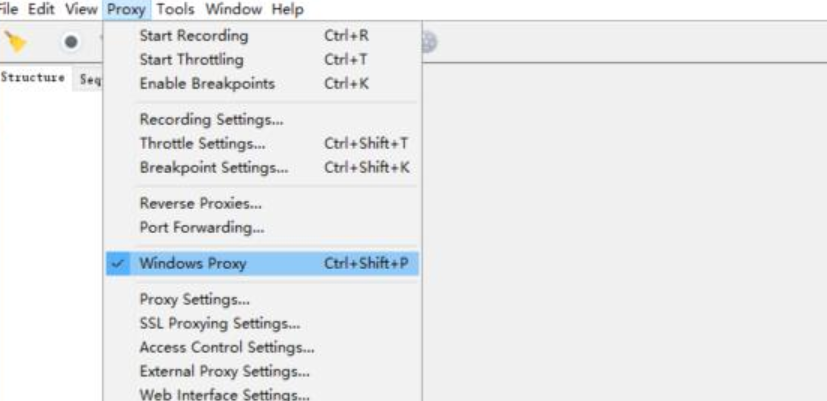 File Edit View Proxy Tools Window Help
Structure Seq
Start Recording Ctrl+R
Start Throttling Ctrl+T
Enable Breakpoints Ctrl+K
Recording Settings...
Throttle Settings... Ctrl+Shift+T
Breakpoint Settings... Ctrl+Shift+K
Reverse Proxies...
Port Forwarding...
Windows Proxy Ctrl+Shift+P
Proxy Settings...
SSL Proxying Settings...
Access Control Settings...
External Proxy Settings...
Web Interface Settings...